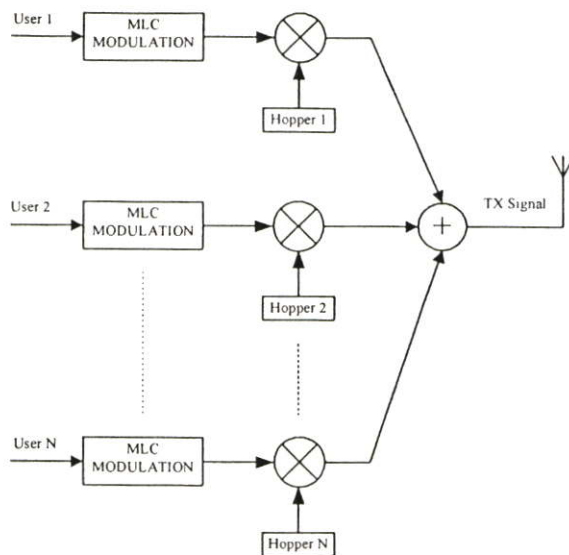 User 1
MLC
MODULATION
Hopper 1
User 2
MLC
MODULATION
TX Signal
+
Hopper 2
User N
MLC
MODULATION
Hopper N